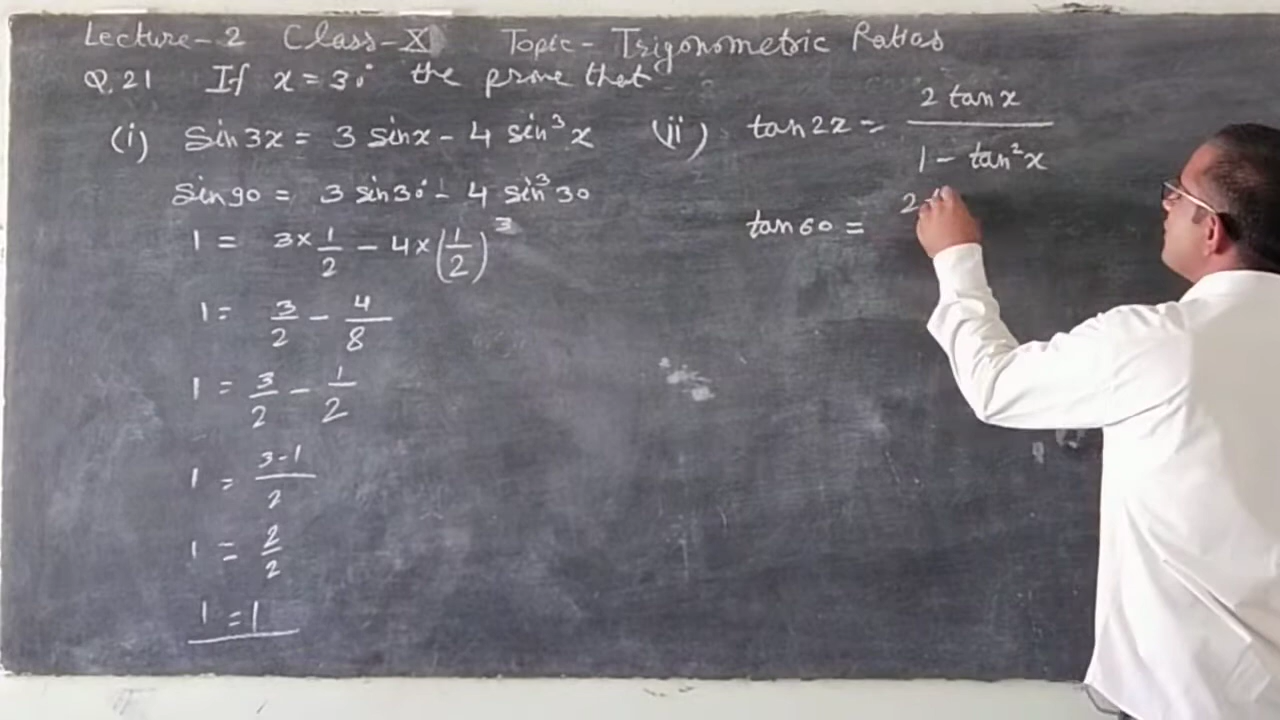 Lecture-2 Class-X Topic- Trigonometric Ratios
Q.21 If x = 30° the prove that
(i) Sin3x = 3 sinx - 4 sin³x
Sin90 = 3 sin30° - 4 sin³30
1 = 3×1/2 - 4×(1/2)³
1 = 3/2 - 4/8
1 = 3/2 - 1/2
1 = 3-1/2
1 = 2/2
1 = 1
(ii) tan2x = 2 tanx / 1 - tan²x
tan60 = 2